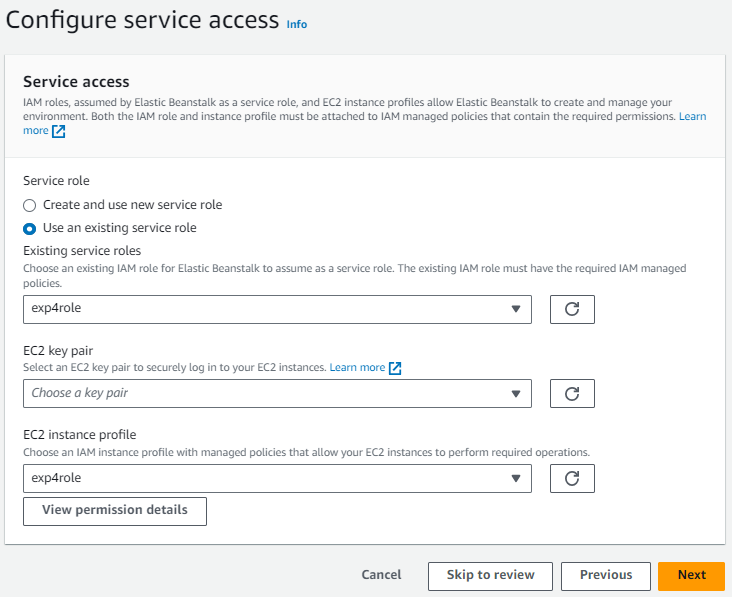 Configure service access Info
Service access
IAM roles, assumed by Elastic Beanstalk as a service role, and EC2 instance profiles allow Elastic Beanstalk to create and manage your
environment. Both the IAM role and instance profile must be attached to IAM managed policies that contain the required permissions. Learn
more
Service role
Create and use new service role
Use an existing service role
Existing service roles
Choose an existing IAM role for Elastic Beanstalk to assume as a service role. The existing IAM role must have the required IAM managed
policies.
exp4role
EC2 key pair
Select an EC2 key pair to securely log in to your EC2 instances. Learn more
Choose a key pair
EC2 instance profile
Choose an IAM instance profile with managed policies that allow your EC2 instances to perform required operations.
exp4role
View permission details
Cancel Skip to review Previous Next